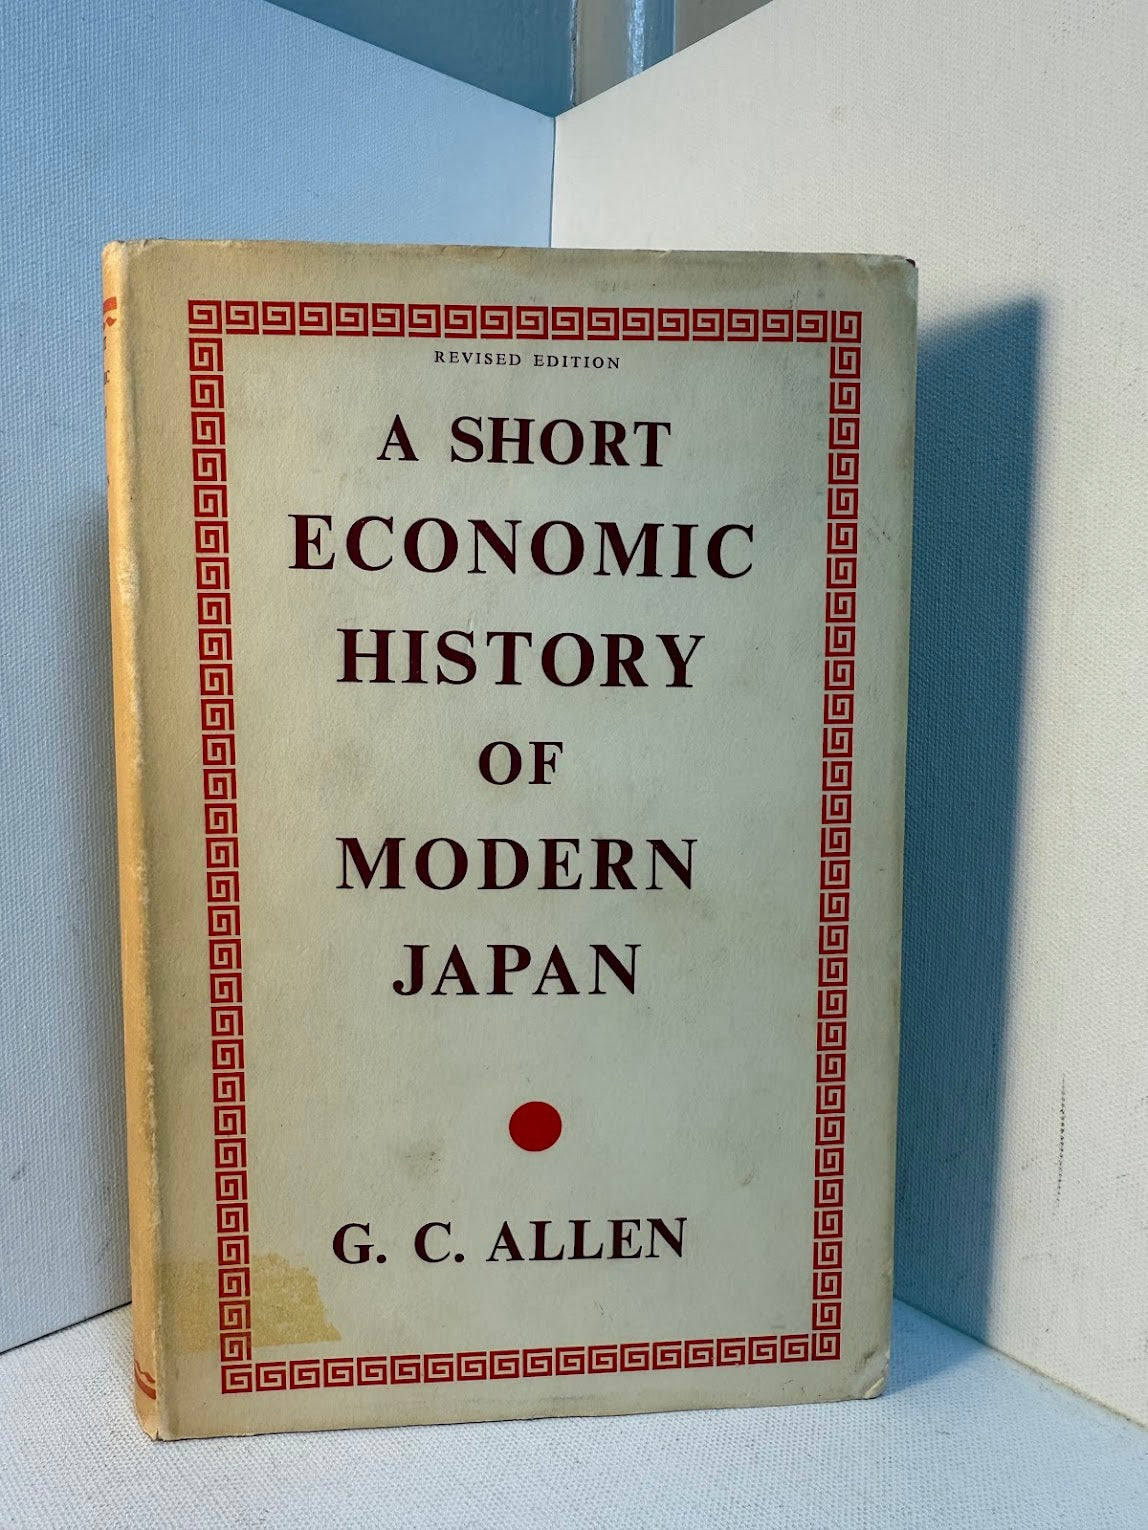 REVISED EDITION
A SHORT
ECONOMIC
HISTORY
OF
MODERN
JAPAN
G. C. ALLEN